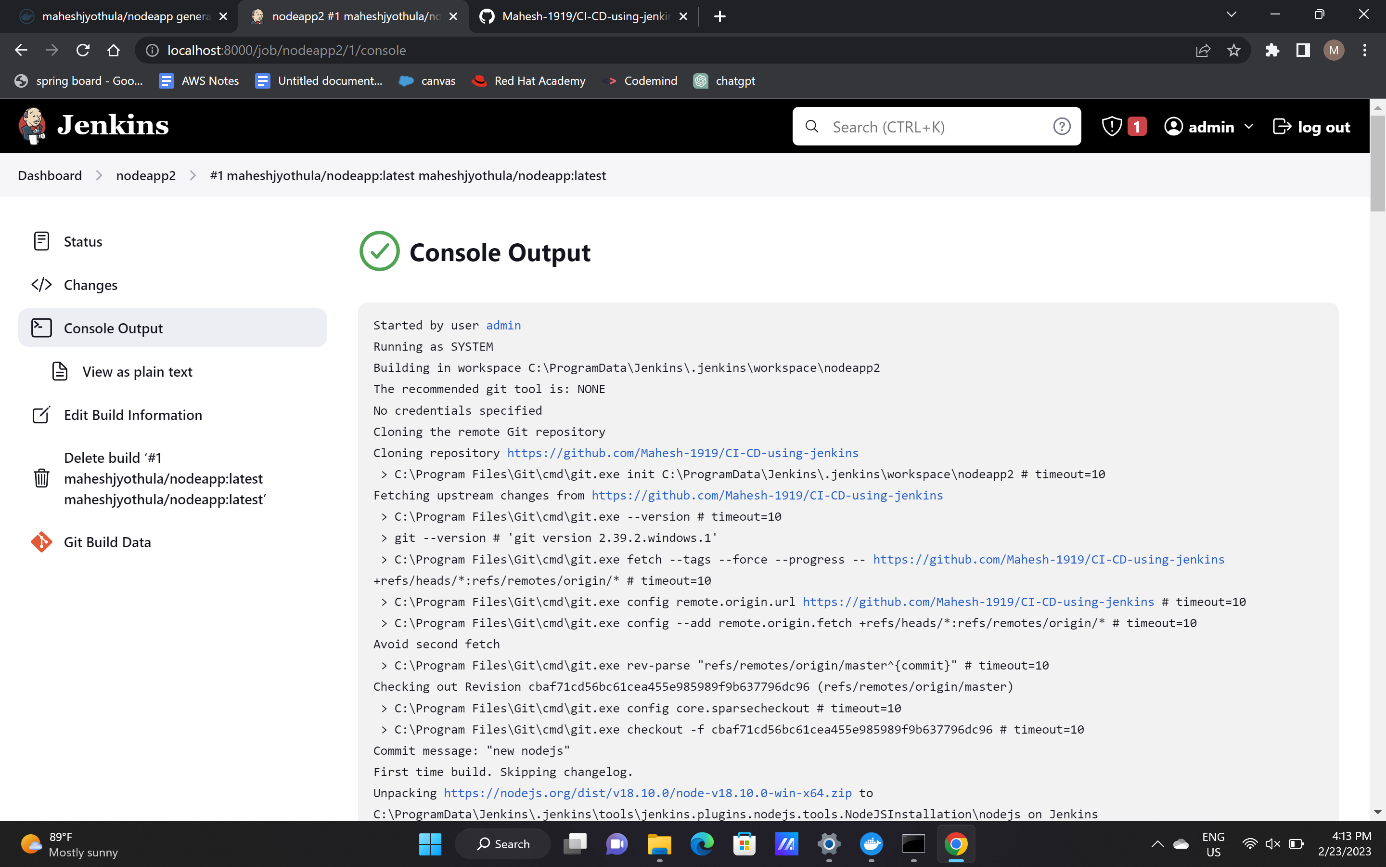 maheshjyothula/nodeapp genera
nodeapp2 #1 maheshjyothula/no
Mahesh-1919/CI-CD-using-jenkin
localhost:8000/job/nodeapp2/1/console
M
spring board - Goo...
AWS Notes
Untitled document...
canvas
Red Hat Academy
Codemind
chatgpt
Jenkins
Search (CTRL+K)
1
admin
log out
Dashboard
nodeapp2
#1 maheshjyothula/nodeapp:latest maheshjyothula/nodeapp:latest
Status
Changes
Console Output
View as plain text
Edit Build Information
Delete build ‘#1
maheshjyothula/nodeapp:latest
maheshjyothula/nodeapp:latest’
Git Build Data
Console Output
Started by user admin
Running as SYSTEM
Building in workspace C:\ProgramData\Jenkins\.jenkins\workspace\nodeapp2
The recommended git tool is: NONE
No credentials specified
Cloning the remote Git repository
Cloning repository https://github.com/Mahesh-1919/CI-CD-using-jenkins
> C:\Program Files\Git\cmd\git.exe init C:\ProgramData\Jenkins\.jenkins\workspace\nodeapp2 # timeout=10
Fetching upstream changes from https://github.com/Mahesh-1919/CI-CD-using-jenkins
> C:\Program Files\Git\cmd\git.exe --version # timeout=10
> git --version # 'git version 2.39.2.windows.1'
> C:\Program Files\Git\cmd\git.exe fetch --tags --force --progress -- https://github.com/Mahesh-1919/CI-CD-using-jenkins
+refs/heads/*:refs/remotes/origin/* # timeout=10
> C:\Program Files\Git\cmd\git.exe config remote.origin.url https://github.com/Mahesh-1919/CI-CD-using-jenkins # timeout=10
> C:\Program Files\Git\cmd\git.exe config --add remote.origin.fetch +refs/heads/*:refs/remotes/origin/* # timeout=10
Avoid second fetch
> C:\Program Files\Git\cmd\git.exe rev-parse "refs/remotes/origin/master^{commit}" # timeout=10
Checking out Revision cbaf71cd56bc61cea455e985989f9b637796dc96 (refs/remotes/origin/master)
> C:\Program Files\Git\cmd\git.exe config core.sparsecheckout # timeout=10
> C:\Program Files\Git\cmd\git.exe checkout -f cbaf71cd56bc61cea455e985989f9b637796dc96 # timeout=10
Commit message: "new nodejs"
First time build. Skipping changelog.
Unpacking https://nodejs.org/dist/v18.10.0/node-v18.10.0-win-x64.zip to
C:\ProgramData\Jenkins\.jenkins\tools\jenkins.plugins.nodejs.tools.NodeJSInstallation\nodejs on Jenkins
89°F
Mostly sunny
Search
ENG
US
4:13 PM
2/23/2023